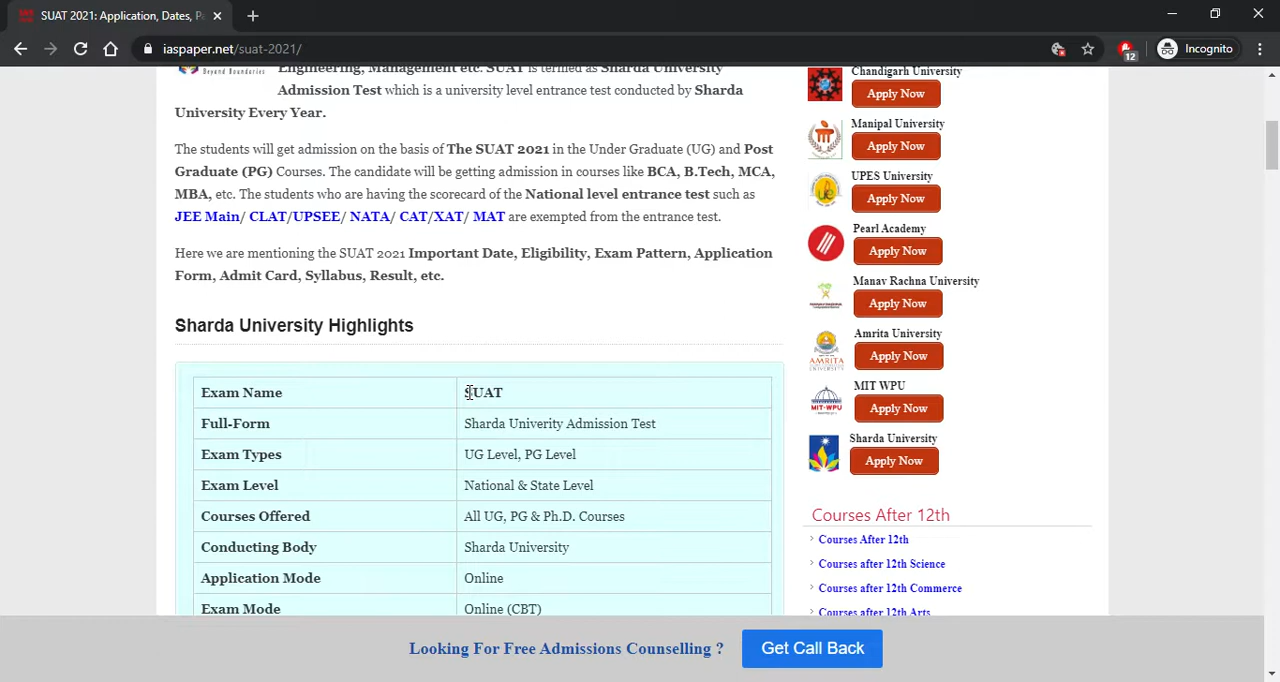 SUAT 2021: Application, Dates, Pa
iaspaper.net/suat-2021/
12
Incognito
Beyond Boundaries
Engineering, Management etc. SUAT is termed as Sharda University
Admission Test which is a university level entrance test conducted by Sharda
University Every Year.
The students will get admission on the basis of The SUAT 2021 in the Under Graduate (UG) and Post
Graduate (PG) Courses. The candidate will be getting admission in courses like BCA, B.Tech, MCA,
MBA, etc. The students who are having the scorecard of the National level entrance test such as
JEE Main/ CLAT/UPSEE/ NATA/ CAT/XAT/ MAT are exempted from the entrance test.
Here we are mentioning the SUAT 2021 Important Date, Eligibility, Exam Pattern, Application
Form, Admit Card, Syllabus, Result, etc.
Sharda University Highlights
Exam Name SUAT
Full-Form Sharda Univerity Admission Test
Exam Types UG Level, PG Level
Exam Level National & State Level
Courses Offered All UG, PG & Ph.D. Courses
Conducting Body Sharda University
Application Mode Online
Exam Mode Online (CBT)
Chandigarh University
Apply Now
Manipal University
Apply Now
UPES University
Apply Now
Pearl Academy
Apply Now
Manav Rachna University
Apply Now
AMRITA
Amrita University
Apply Now
MIT-WPU
MIT WPU
Apply Now
Sharda University
Apply Now
Courses After 12th
Courses After 12th
Courses after 12th Science
Courses after 12th Commerce
Courses after 12th Arts
Looking For Free Admissions Counselling ? Get Call Back